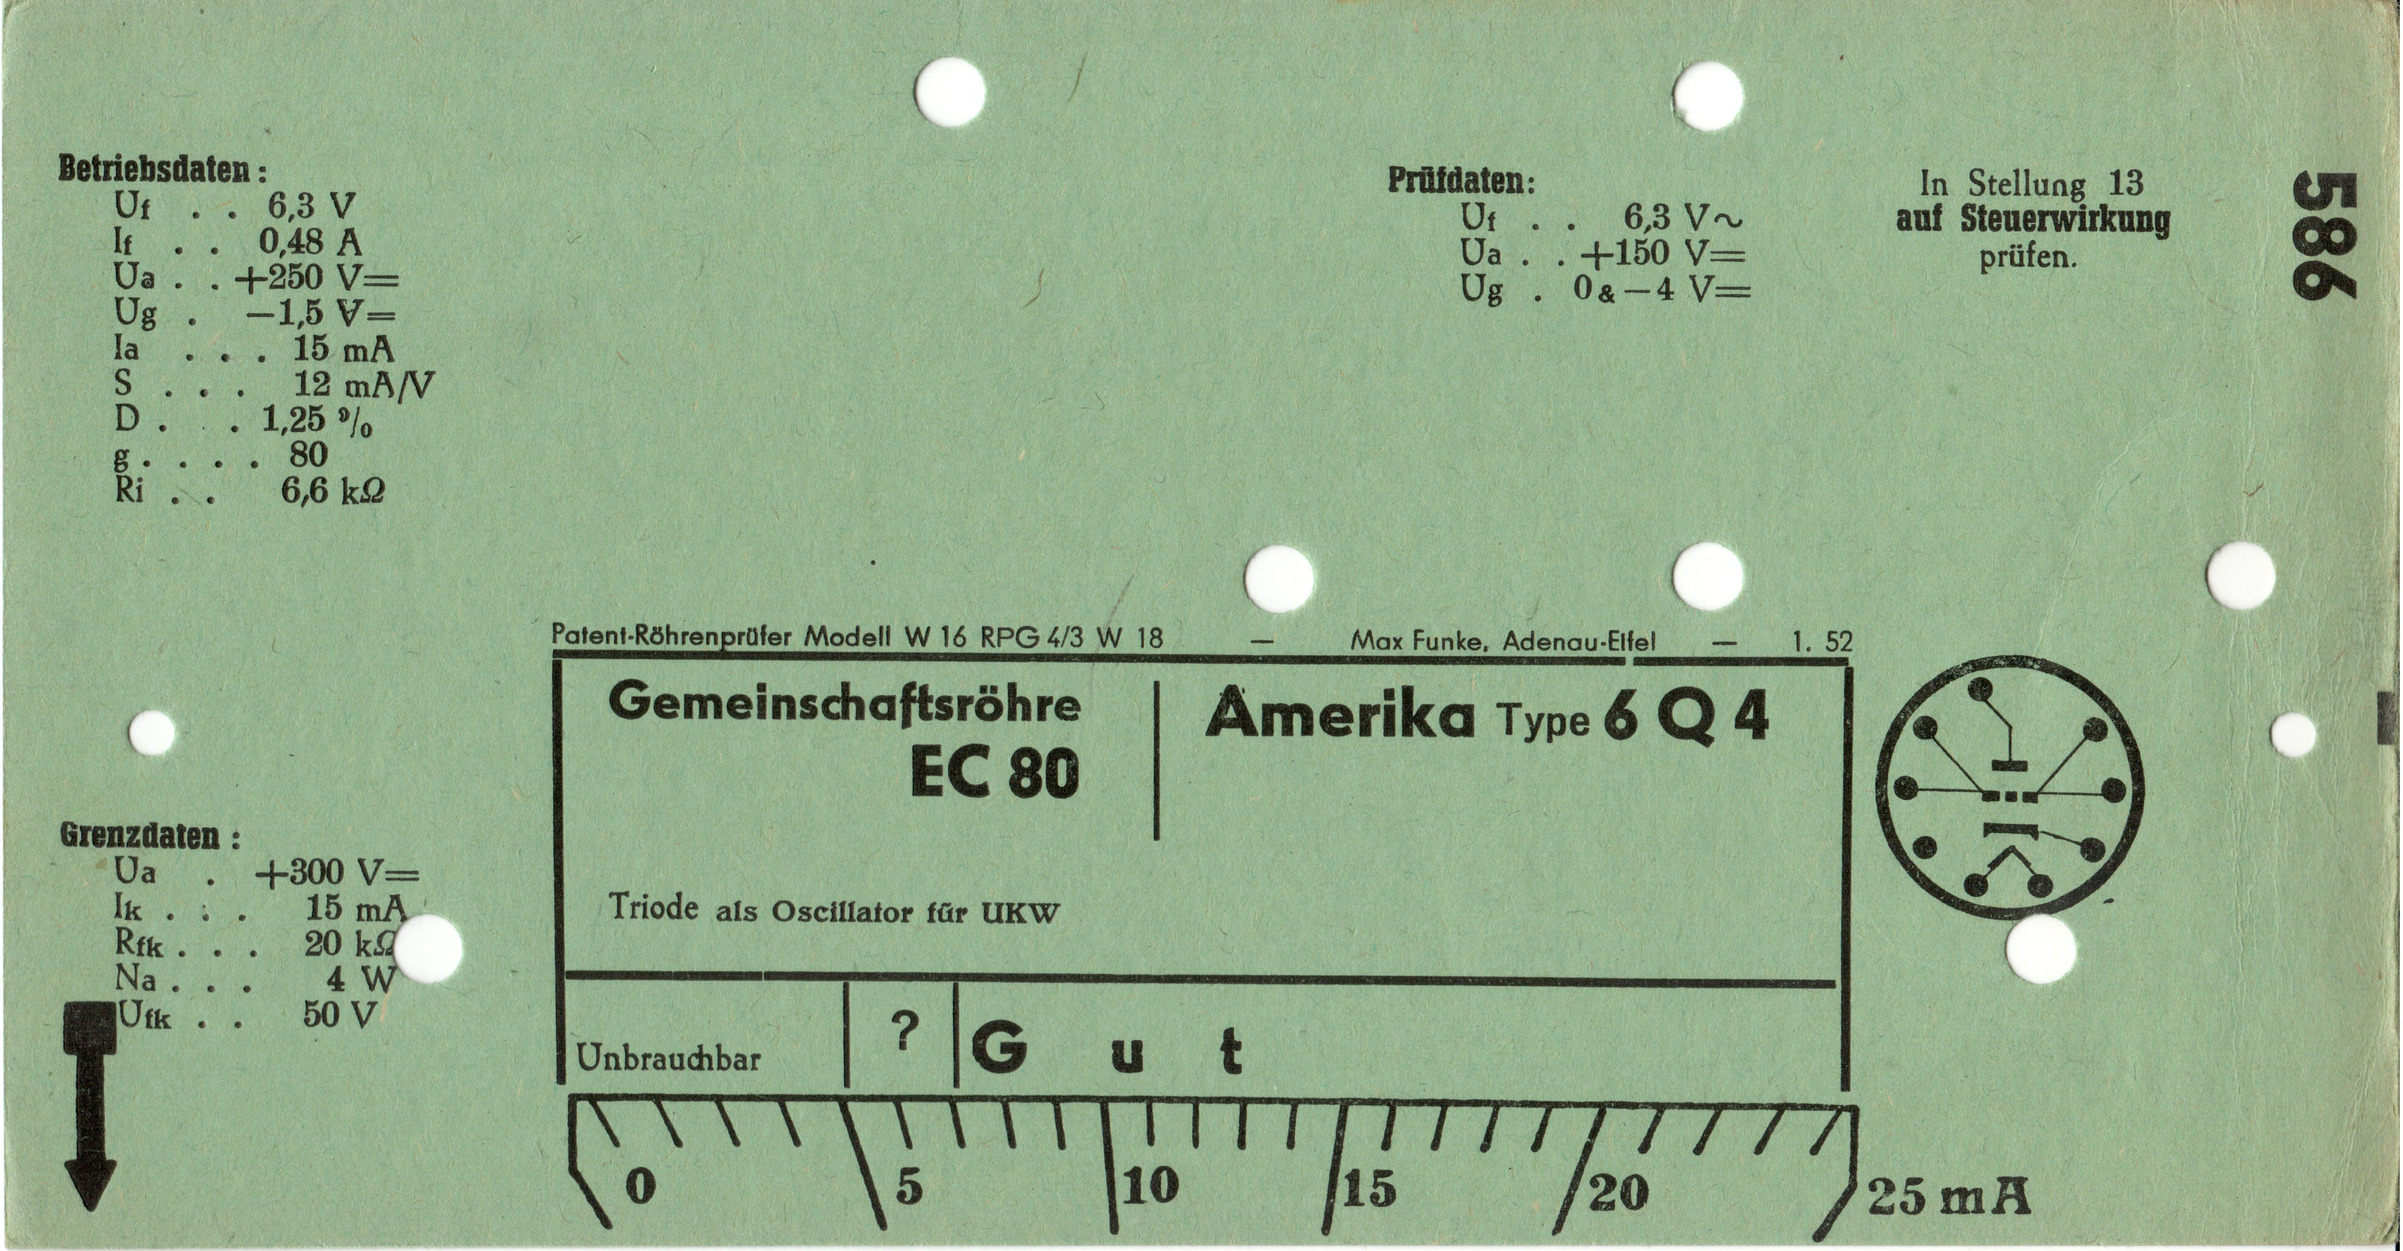 Betriebsdaten :
Uf . . 6,3 V
If . . 0,48 A
Ua . . +250 V=
Ug . −1,5 V=
Ia . . . 15 mA
S . . . 12 mA/V
D . . . 1,25 %
g . . . . 80
Ri . . 6,6 kΩ
Prüfdaten:
Uf . . 6,3 V~
Ua . . +150 V=
Ug . 0 & −4 V=
In Stellung 13
auf Steuerwirkung
prüfen.
586
Grenzdaten :
Ua . +300 V=
Ik . . . 15 mA
Rfk . . . 20 kΩ
Na . . . 4 W
Ufk . . 50 V
Patent-Röhrenprüfer Modell W 16 RPG 4/3 W 18 — Max Funke, Adenau-Eifel — 1. 52
Gemeinschaftsröhre
EC 80
Amerika Type 6 Q 4
Triode als Oscillator für UKW
Unbrauchbar ? Gut
0 5 10 15 20 25 mA